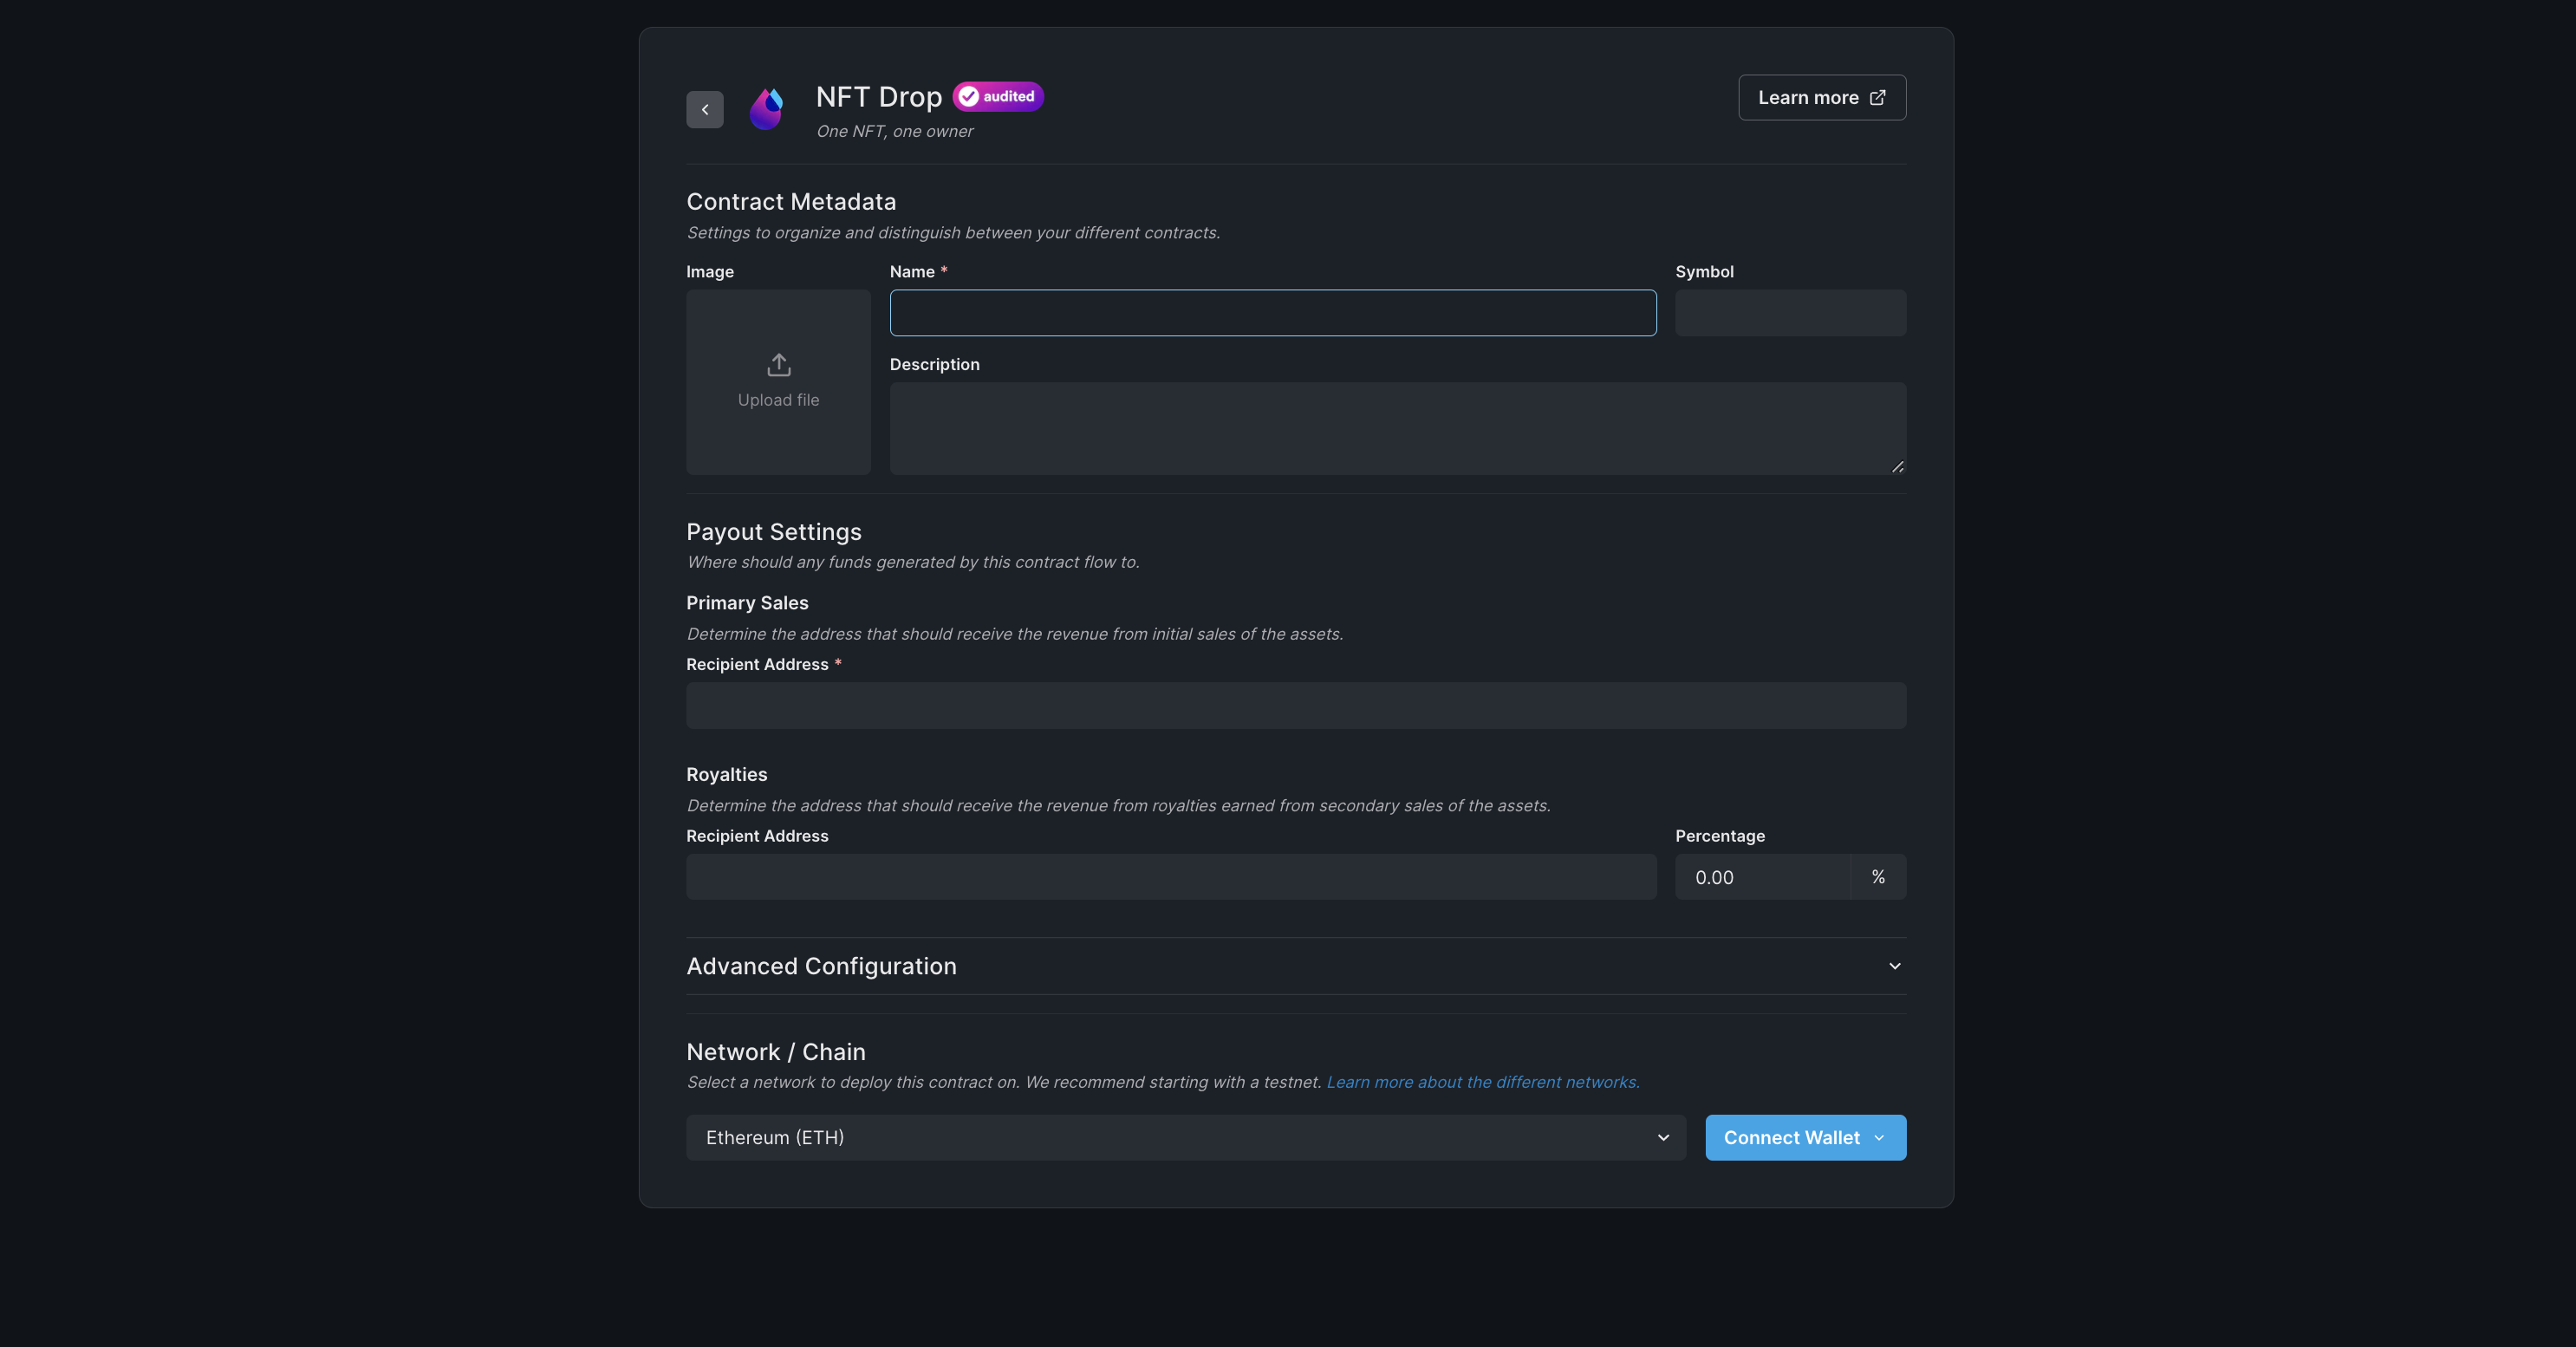 NFT Drop
audited
Learn more
One NFT, one owner
Contract Metadata
Settings to organize and distinguish between your different contracts.
Image
Name *
Symbol
Upload file
Description
Payout Settings
Where should any funds generated by this contract flow to.
Primary Sales
Determine the address that should receive the revenue from initial sales of the assets.
Recipient Address *
Royalties
Determine the address that should receive the revenue from royalties earned from secondary sales of the assets.
Recipient Address
Percentage
0.00
%
Advanced Configuration
Network / Chain
Select a network to deploy this contract on. We recommend starting with a testnet. Learn more about the different networks.
Ethereum (ETH)
Connect Wallet